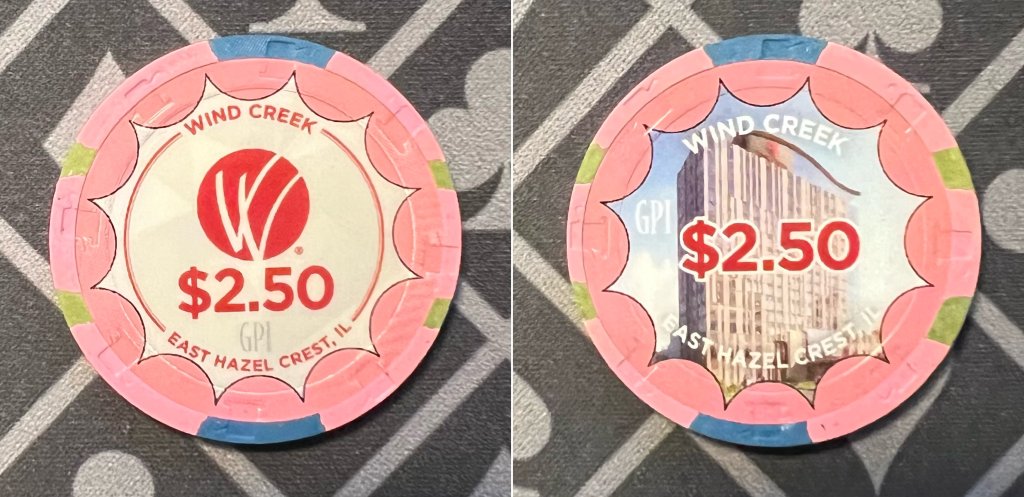 WIND CREEK
W
®
$2.50
GPI
EAST HAZEL CREST, IL
WIND CREEK
GPI
$2.50
EAST HAZEL CREST, IL